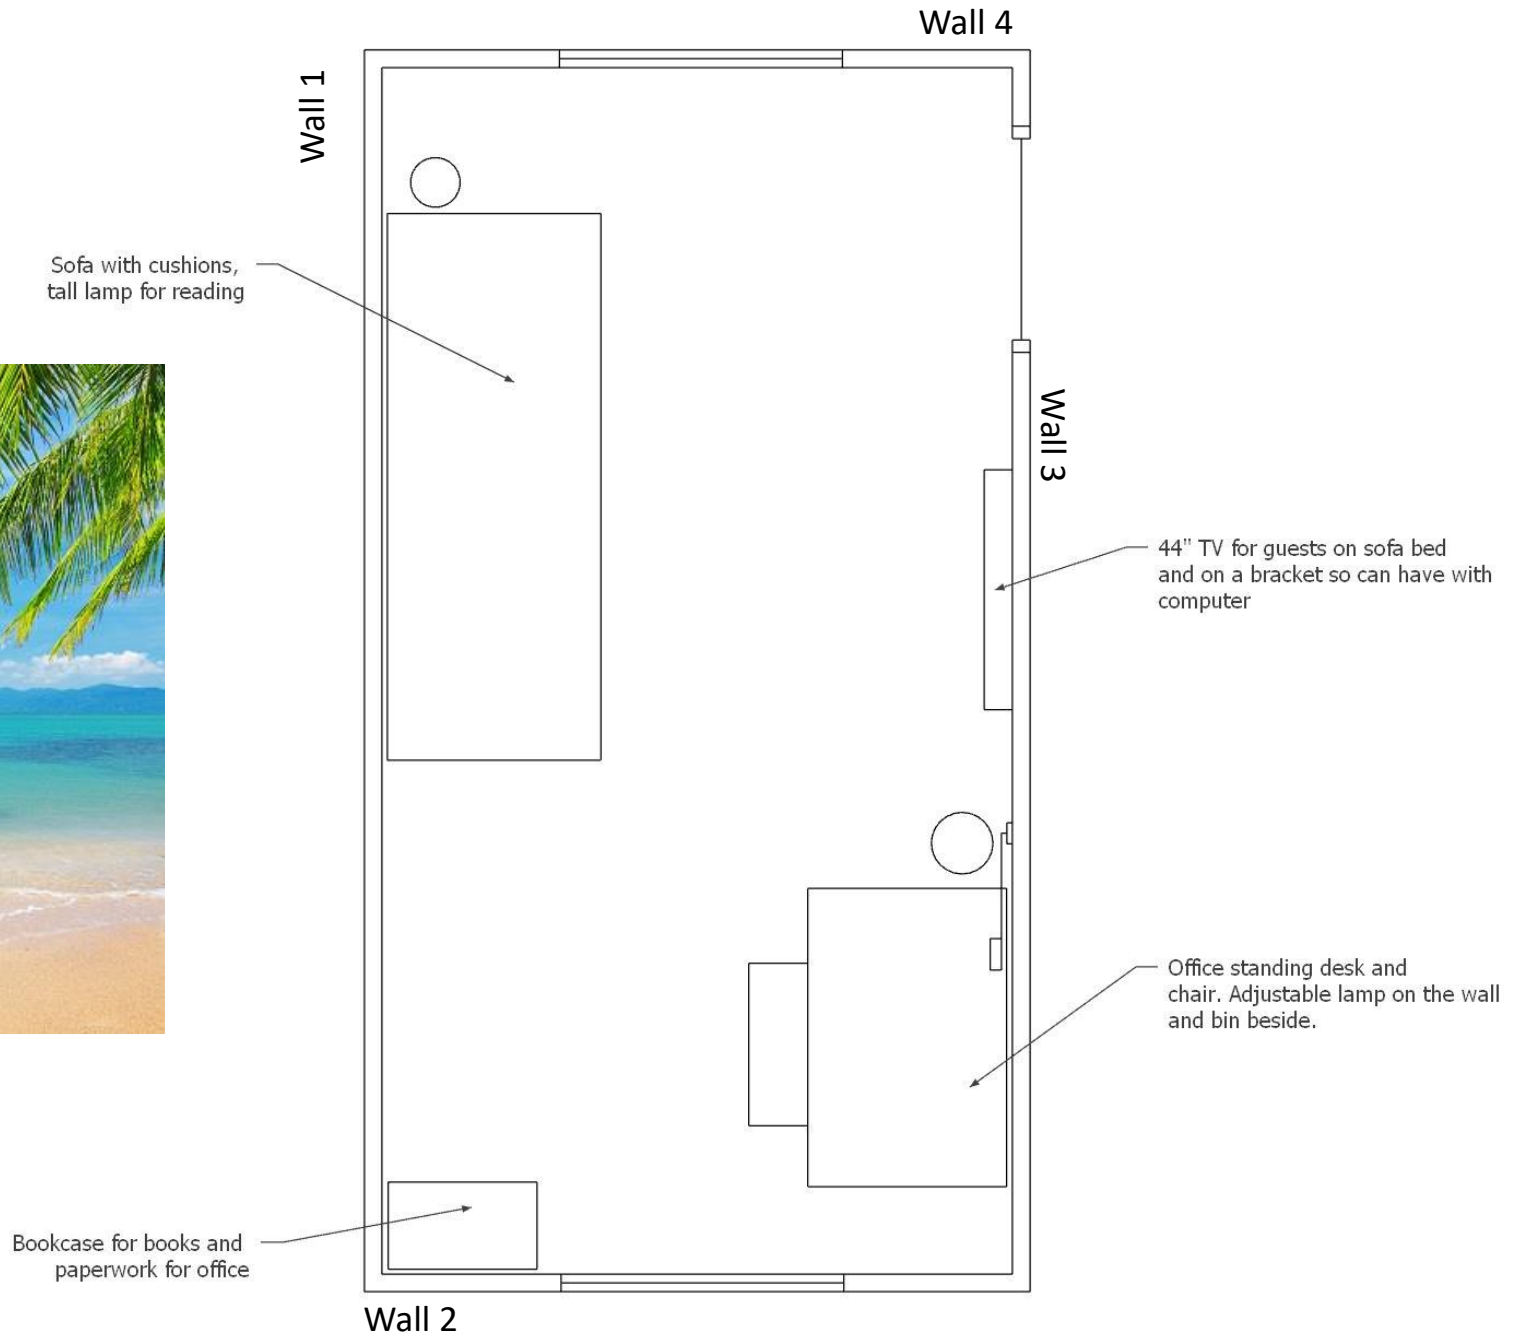 Wall 4
Wall 1
Sofa with cushions,
tall lamp for reading
Wall 3
44" TV for guests on sofa bed
and on a bracket so can have with
computer
Office standing desk and
chair. Adjustable lamp on the wall
and bin beside.
Bookcase for books and
paperwork for office
Wall 2